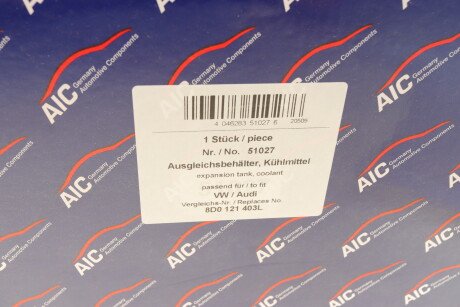 AIC Germany
Automotive Components
4 046283 51027 6
20509
1 Stück / piece
Nr. / No. 51027
Ausgleichsbehälter, Kühlmittel
expansion tank, coolant
passend für / to fit
VW / Audi
Vergleichs-Nr. / Replaces No.
8D0 121 403L